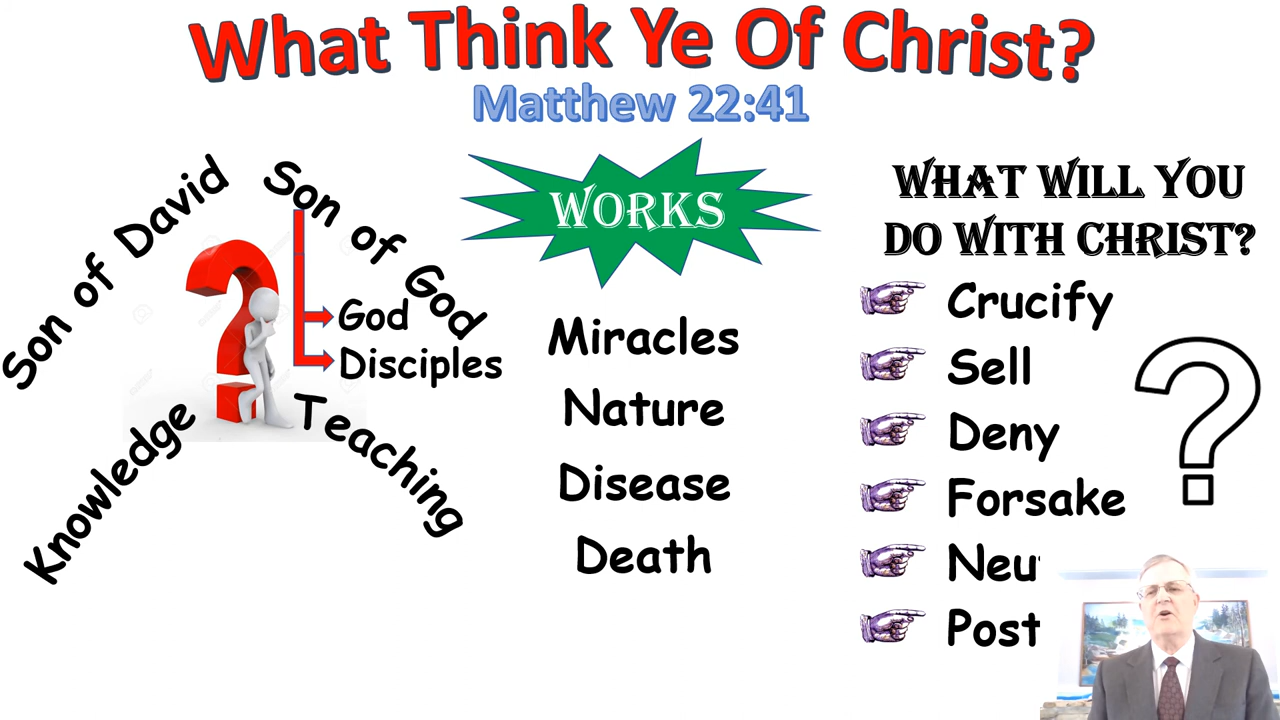 What Think Ye Of Christ?
Matthew 22:41
Son of David
Son of God
God
Disciples
Knowledge
Teaching
WORKS
Miracles
Nature
Disease
Death
WHAT WILL YOU
DO WITH CHRIST?
Crucify
Sell
Deny
Forsake
Post